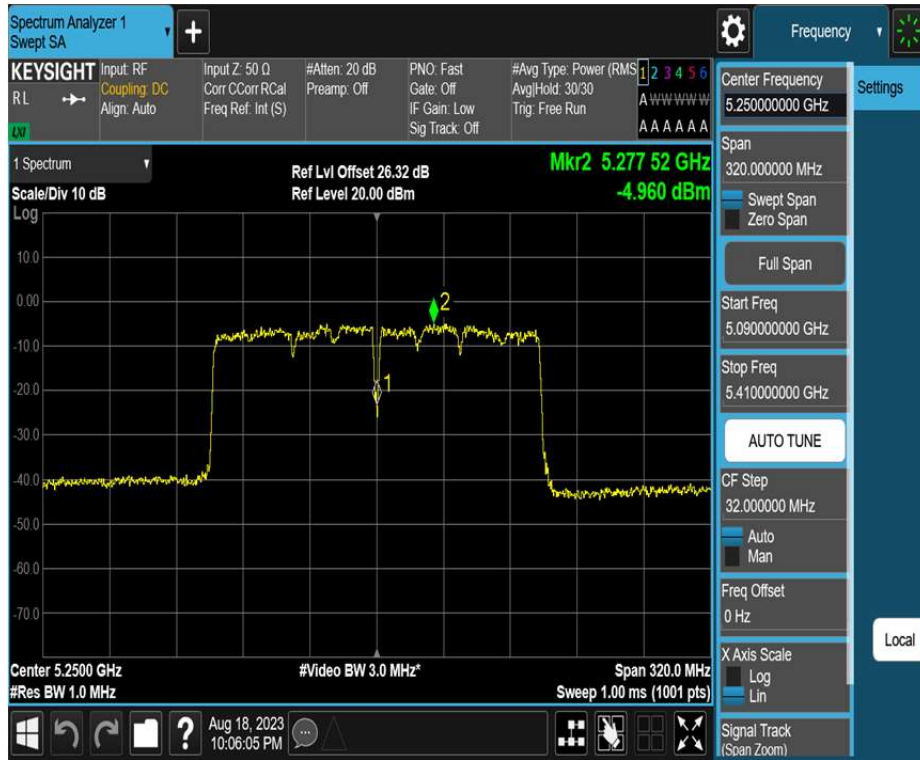 Spectrum Analyzer 1
Swept SA
Frequency
KEYSIGHT
R L
LXI
Input: RF
Coupling: DC
Align: Auto
Input Z: 50 Ω
Corr CCorr RCal
Freq Ref: Int (S)
#Atten: 20 dB
Preamp: Off
PNO: Fast
Gate: Off
IF Gain: Low
Sig Track: Off
#Avg Type: Power (RMS
Avg|Hold: 30/30
Trig: Free Run
1 2 3 4 5 6
A W W W W W
A A A A A A
1 Spectrum
Scale/Div 10 dB
Log
Ref Lvl Offset 26.32 dB
Ref Level 20.00 dBm
Mkr2 5.277 52 GHz
-4.960 dBm
10.0
0.00
-10.0
-20.0
-30.0
-40.0
-50.0
-60.0
-70.0
2
1
Center 5.2500 GHz
#Res BW 1.0 MHz
#Video BW 3.0 MHz*
Span 320.0 MHz
Sweep 1.00 ms (1001 pts)
Aug 18, 2023
10:06:05 PM
Center Frequency
5.25000000 GHz
Span
320.000000 MHz
Swept Span
Zero Span
Full Span
Start Freq
5.090000000 GHz
Stop Freq
5.410000000 GHz
AUTO TUNE
CF Step
32.000000 MHz
Auto
Man
Freq Offset
0 Hz
X Axis Scale
Log
Lin
Signal Track
(Span Zoom)
Settings
Local